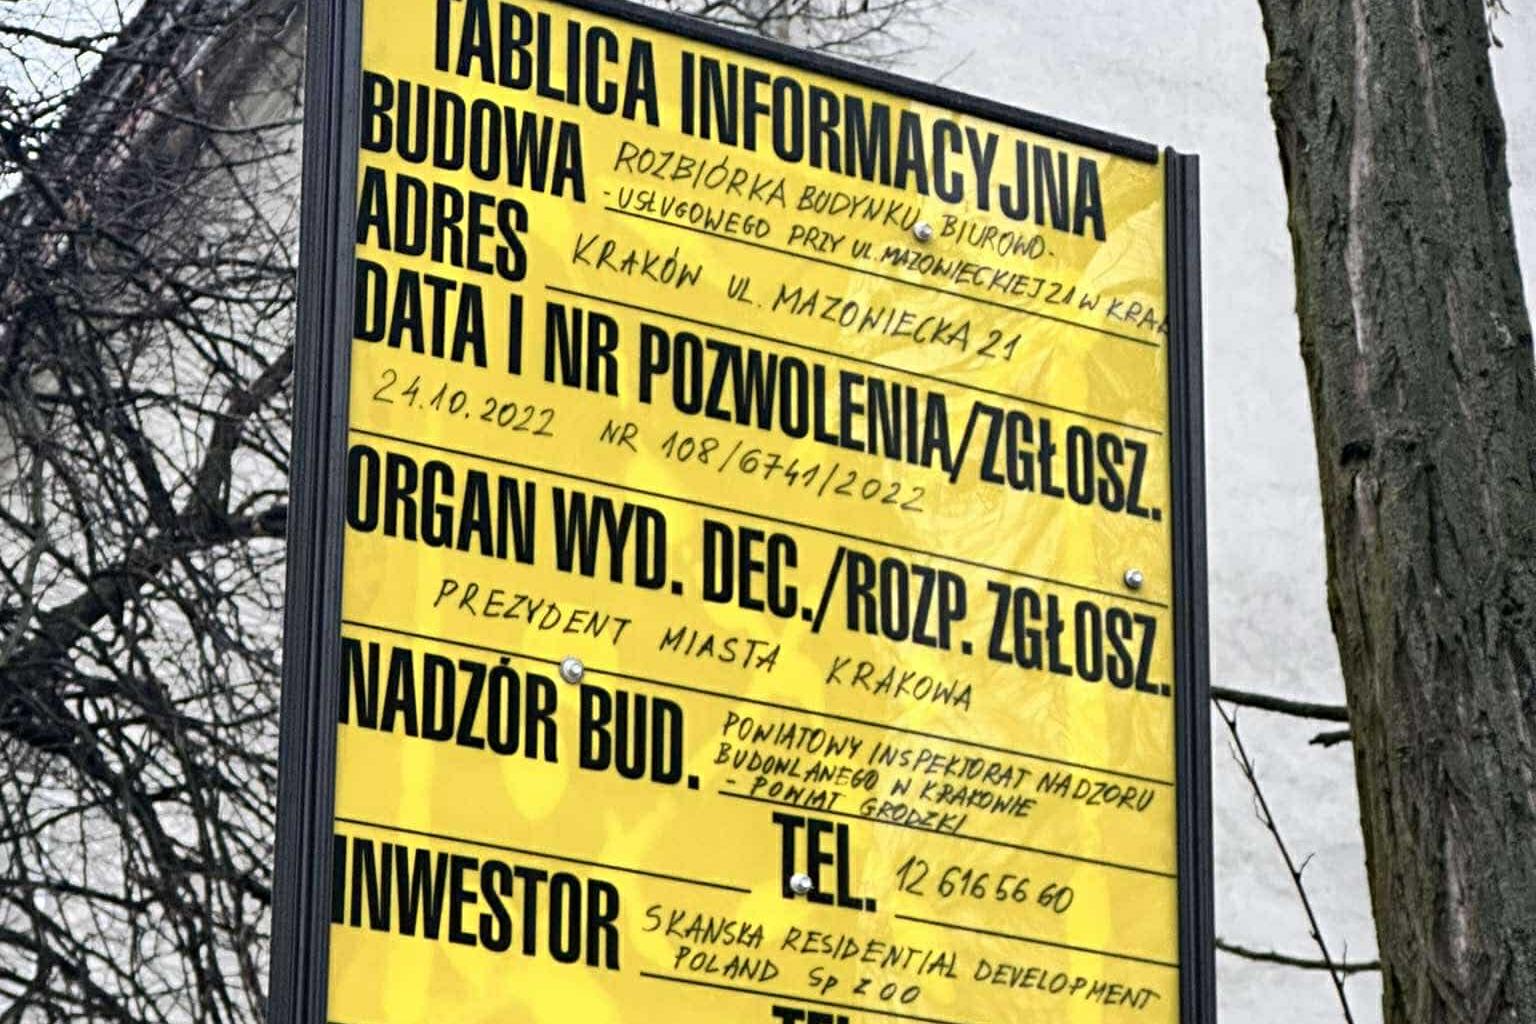 TABLICA INFORMACYJNA
BUDOWA ROZBIÓRKA BUDYNKU BIUROWO-
-USŁUGOWEGO PRZY UL. MAZOWIECKIEJ 21 W KRAK
ADRES KRAKÓW UL. MAZOWIECKA 21
DATA I NR POZWOLENIA/ZGŁOSZ.
24.10.2022 NR 108/6741/2022
ORGAN WYD. DEC./ROZP. ZGŁOSZ.
PREZYDENT MIASTA KRAKOWA
NADZÓR BUD. POWIATOWY INSPEKTORAT NADZORU
BUDOWLANEGO W KRAKOWIE
- POWIAT GRODZKI
TEL. 12 616 56 60
INWESTOR SKANSKA RESIDENTIAL DEVELOPMENT
POLAND SP Z OO
TEL